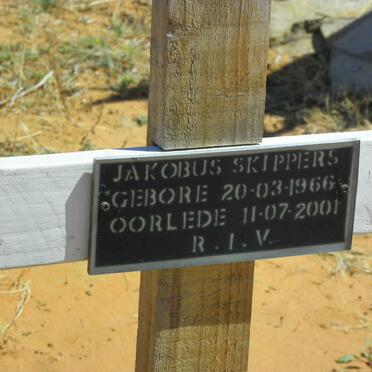 JAKOBUS SKIPPERS
GEBORE 20-03-1966
OORLEDE 11-07-2001
R.I.V.